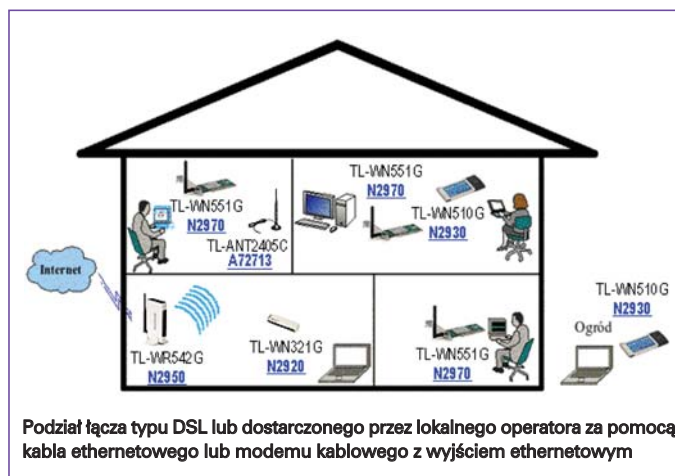 TL-WN551G
N2970
TL-ANT2405C
A72713
TL-WN551G
N2970
TL-WN510G
N2930
Internet
TL-WR542G
N2950
TL-WN321G
N2920
TL-WN551G
N2970
TL-WN510G
N2930
Ogród
Podział łącza typu DSL lub dostarczonego przez lokalnego operatora za pomocą
kabla ethernetowego lub modemu kablowego z wyjściem ethernetowym